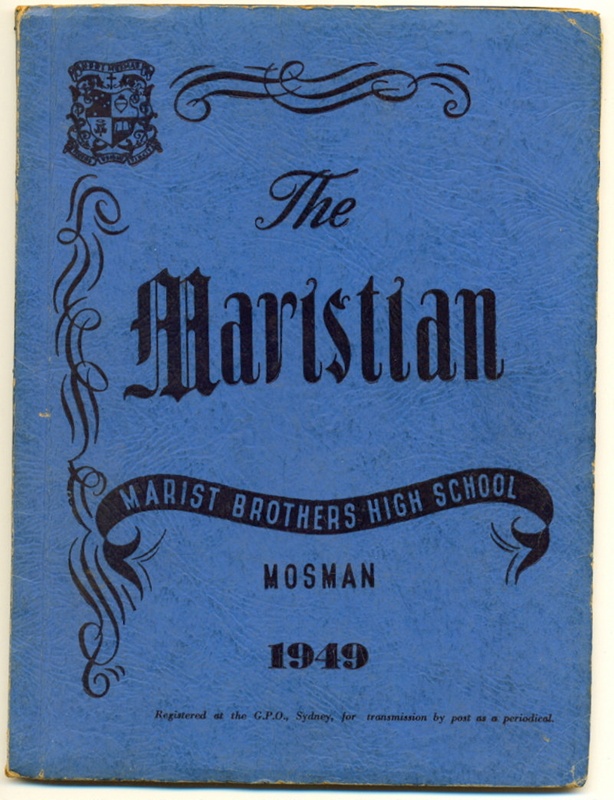 The
Maristian
MARIST BROTHERS HIGH SCHOOL
MOSMAN
1949
Registered at the G.P.O., Sydney, for transmission by post as a periodical.